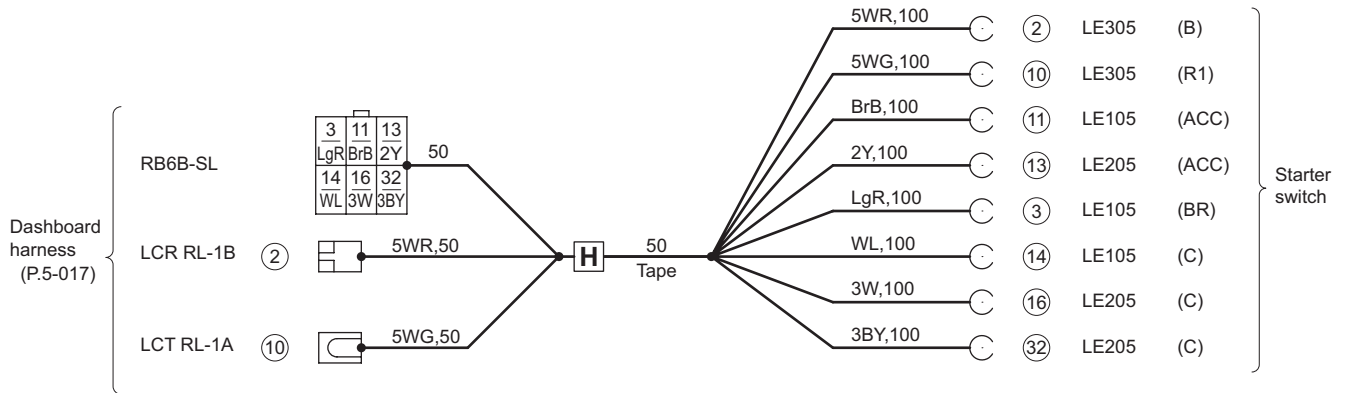 5WR,100 2 LE305 (B)
5WG,100 10 LE305 (R1)
BrB,100 11 LE105 (ACC)
2Y,100 13 LE205 (ACC)
LgR,100 3 LE105 (BR)
WL,100 14 LE105 (C)
3W,100 16 LE205 (C)
3BY,100 32 LE205 (C)
Starter
switch
Dashboard
harness
(P.5-017)
RB6B-SL
3 11 13
LgR BrB 2Y
14 16 32
WL 3W 3BY
50
LCR RL-1B 2 5WR,50
LCT RL-1A 10 5WG,50
H
50
Tape